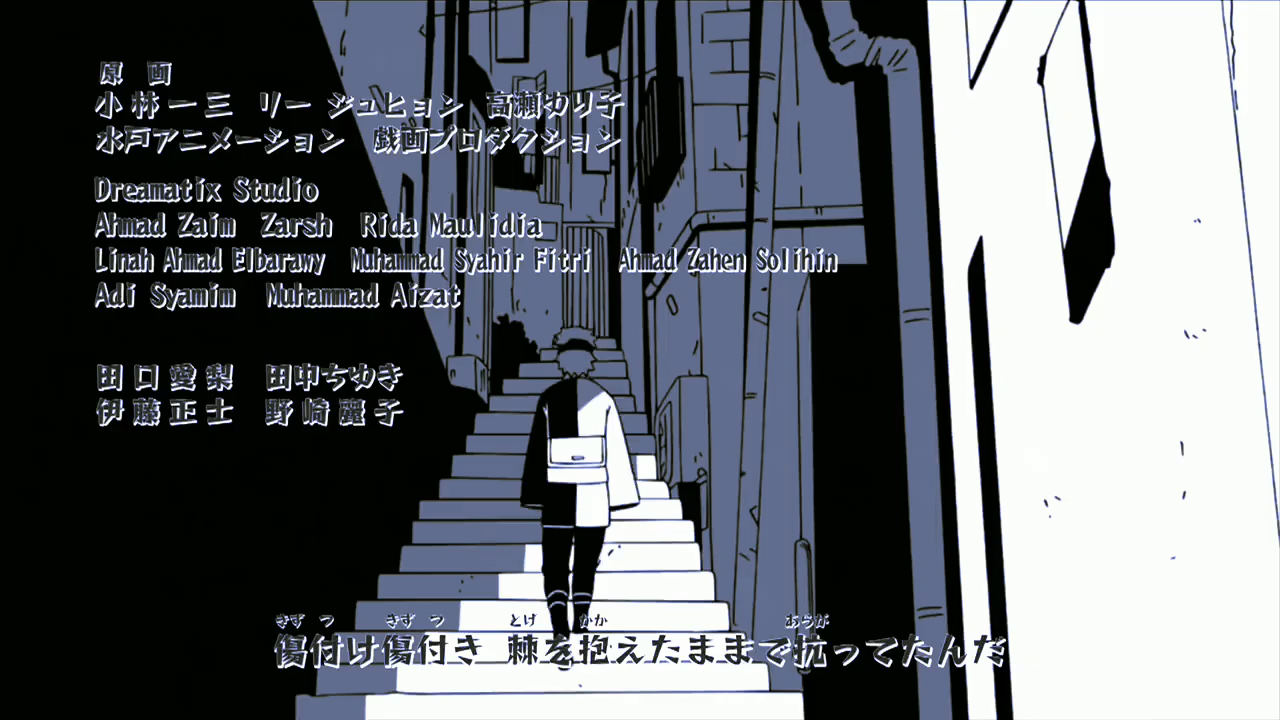 原 画
小林一三 リー ジュヒョン 高瀬ゆり子
水戸アニメーション 戯画プロダクション
Dreamatix Studio
Ahmad Zaim Zarsh Rida Maulidia
Linah Ahmad Elbarawy Muhammad Syahir Fitri Ahmad Zahen Solihin
Adi Syamim Muhammad Aizat
田口愛梨 田中ちゆき
伊藤正士 野崎麗子
きず つ きず つ とげ かか あらが
傷付け傷付き 棘を抱えたままで抗ってたんだ